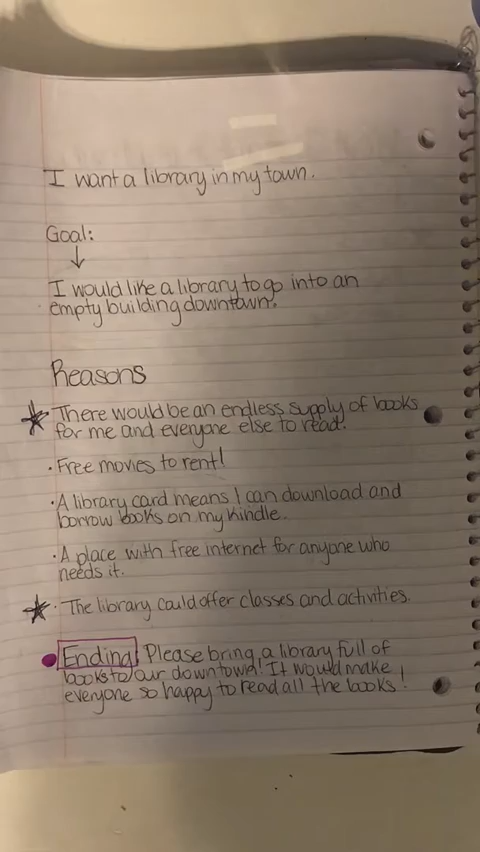 I want a library in my town.
Goal:
↓
I would like a library to go into an
empty building downtown.
Reasons
★ There would be an endless supply of books
for me and everyone else to read.
· Free movies to rent!
· A library card means I can download and
borrow books on my kindle.
· A place with free internet for anyone who
needs it.
★ · The library could offer classes and activities.
• Ending: Please bring a library full of
books to our downtown! It would make
everyone so happy to read all the books!